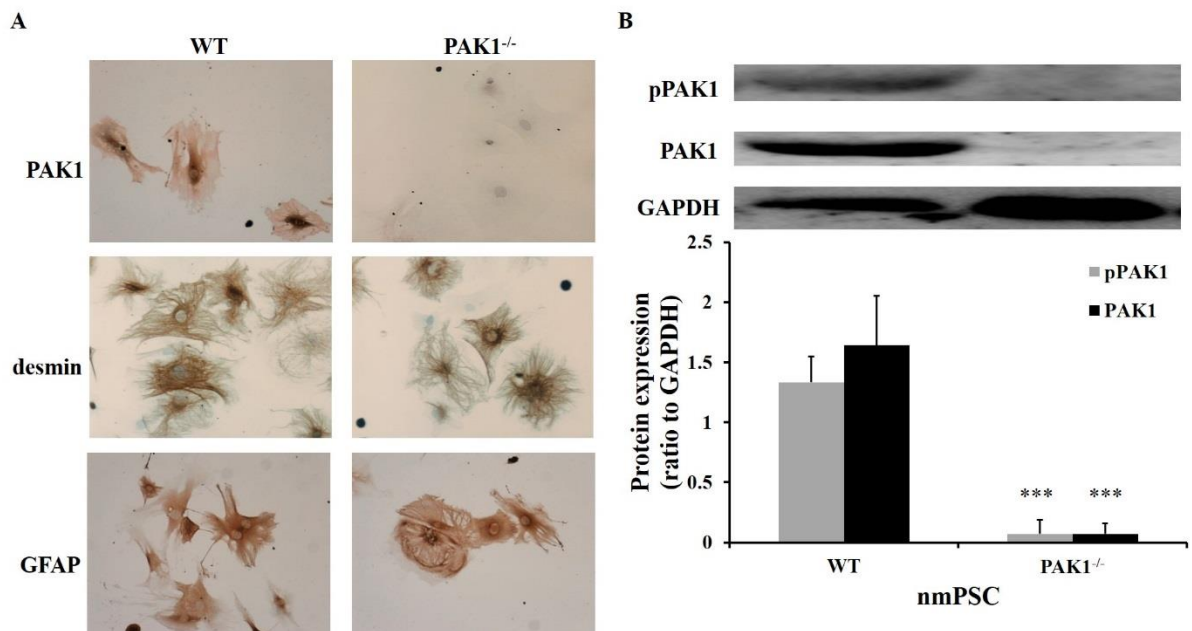 A
WT PAK1-/-
PAK1
desmin
GFAP
B
pPAK1
PAK1
GAPDH
2.5
2
1.5
1
0.5
0
Protein expression
(ratio to GAPDH)
pPAK1
PAK1
*** ***
WT PAK1-/-
nmPSC